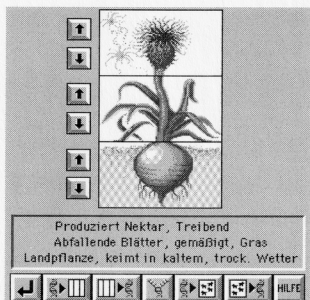 Produziert Nektar, Treibend
Abfallende Blätter, gemäßigt, Gras
Landpflanze, keimt in kaltem, trock. Wetter
HILFE